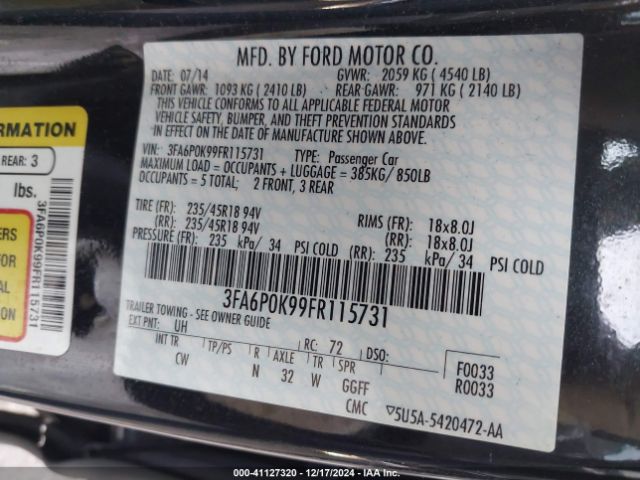 MFD. BY FORD MOTOR CO.
DATE: 07/14 GVWR: 2059 KG ( 4540 LB)
FRONT GAWR: 1093 KG ( 2410 LB) REAR GAWR: 971 KG ( 2140 LB)
THIS VEHICLE CONFORMS TO ALL APPLICABLE FEDERAL MOTOR
VEHICLE SAFETY, BUMPER, AND THEFT PREVENTION STANDARDS
IN EFFECT ON THE DATE OF MANUFACTURE SHOWN ABOVE.
VIN: 3FA6P0K99FR115731 TYPE: Passenger Car
MAXIMUM LOAD = OCCUPANTS + LUGGAGE = 385KG/ 850LB
OCCUPANTS = 5 TOTAL; 2 FRONT, 3 REAR
TIRE (FR): 235/45R18 94V RIMS (FR): 18x8.0J
(RR): 235/45R18 94V (RR): 18x8.0J
PRESSURE (FR): 235 kPa/ 34 PSI COLD (RR): 235 kPa/ 34 PSI COLD
3FA6P0K99FR115731
TRAILER TOWING - SEE OWNER GUIDE
EXT PNT: UH RC: 72 DSO:
INT TR TP/PS R AXLE TR SPR F0033
CW N 32 W GGFF R0033
CMC ▽5U5A-5420472-AA
ORMATION
REAR: 3
lbs.
3FA6P0K99FR115731
ERS
G
ON
000-41127320 - 12/17/2024 - IAA Inc.